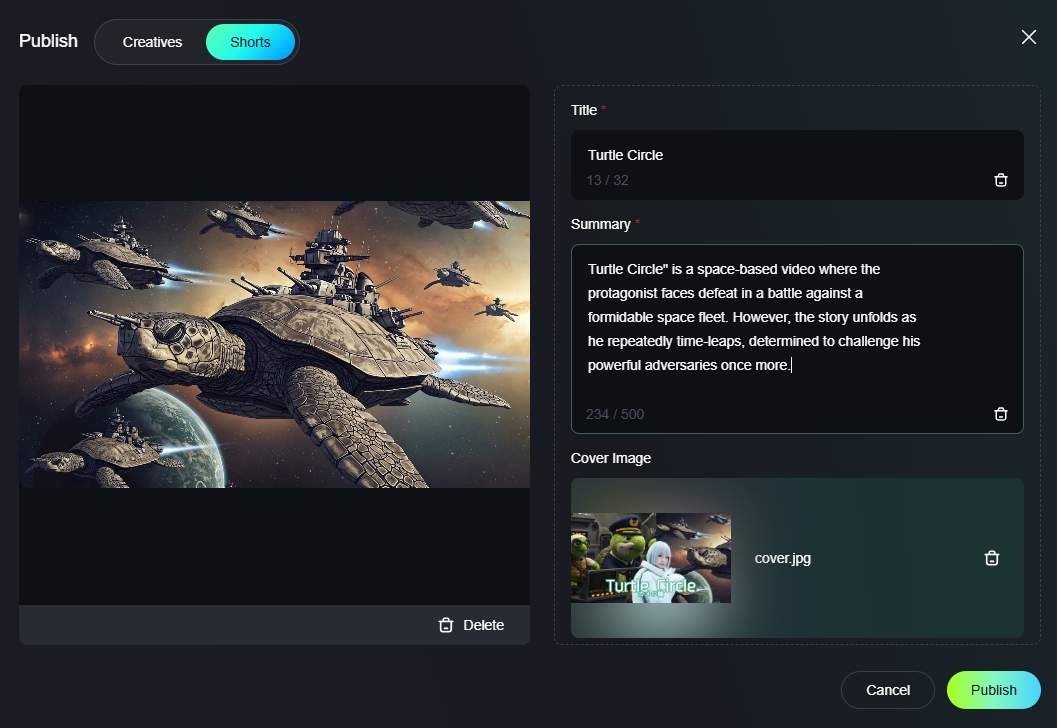 Publish
Creatives
Shorts
Title *
Turtle Circle
13 / 32
Summary *
Turtle Circle" is a space-based video where the
protagonist faces defeat in a battle against a
formidable space fleet. However, the story unfolds as
he repeatedly time-leaps, determined to challenge his
powerful adversaries once more.
234 / 500
Cover Image
Turtle Circle
cover.jpg
Delete
Cancel
Publish